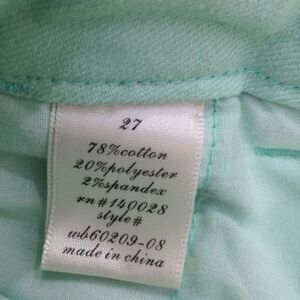 27
78%cotton
20%polyester
2%spandex
rn#140028
style#
wb60209-08
made in china